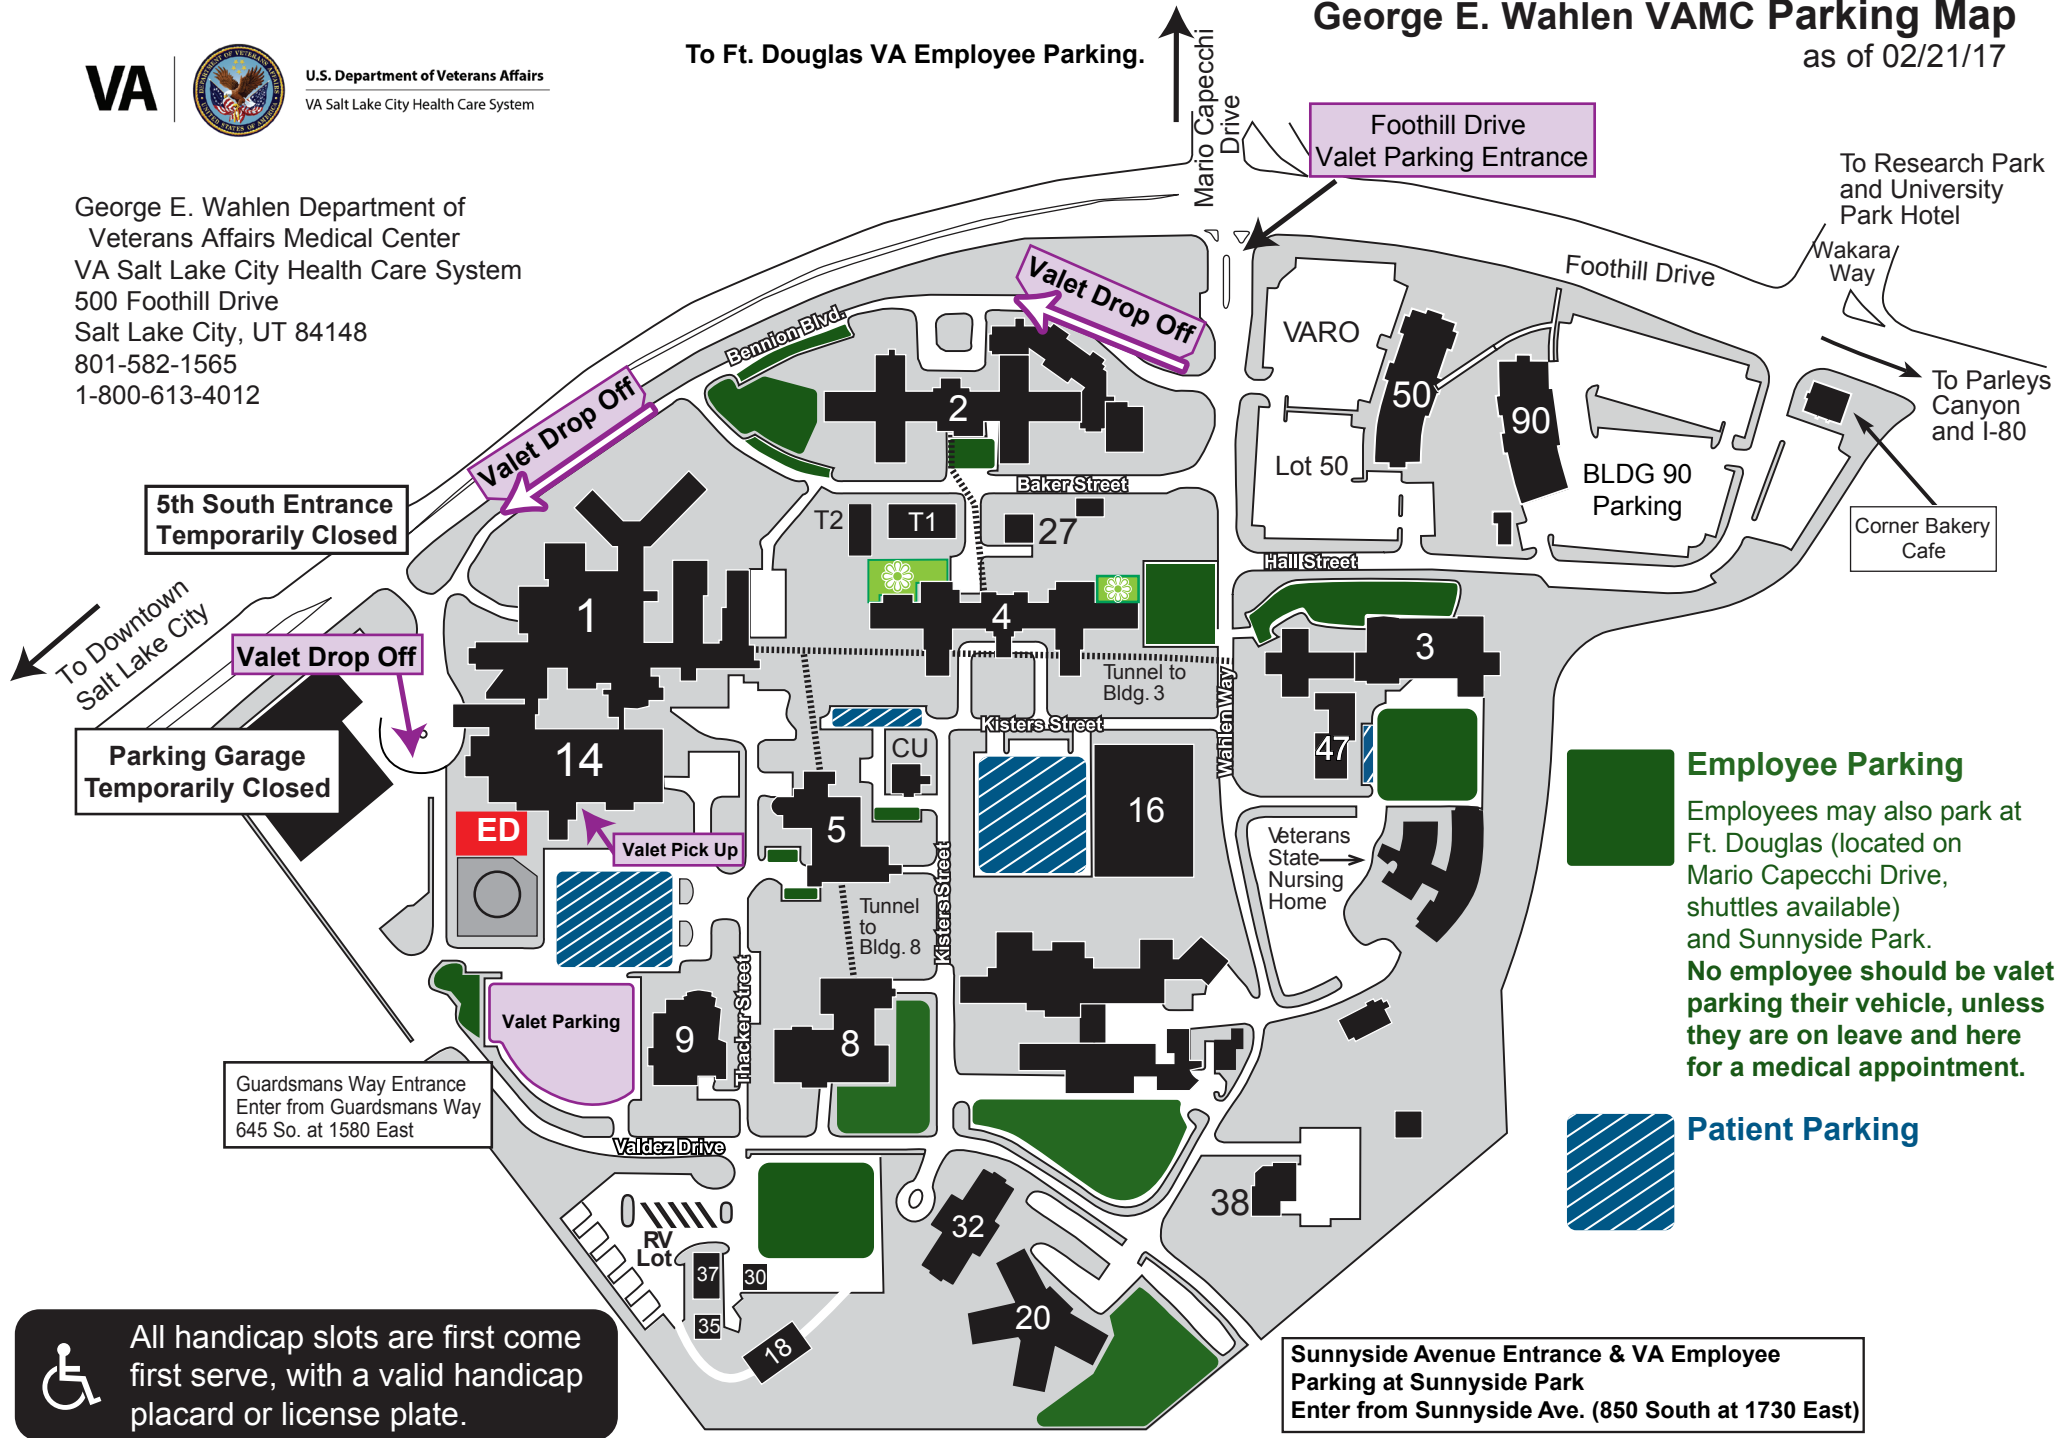 George E. Wahlen VAMC Parking Map
as of 02/21/17
To Ft. Douglas VA Employee Parking.
VA
U.S. Department of Veterans Affairs
VA Salt Lake City Health Care System
DEPARTMENT OF VETERANS AFFAIRS
UNITED STATES OF AMERICA
George E. Wahlen Department of
Veterans Affairs Medical Center
VA Salt Lake City Health Care System
500 Foothill Drive
Salt Lake City, UT 84148
801-582-1565
1-800-613-4012
Mario Capecchi
Drive
Foothill Drive
Valet Parking Entrance
To Research Park
and University
Park Hotel
Wakara
Way
Foothill Drive
To Parleys
Canyon
and I-80
Corner Bakery
Cafe
Valet Drop Off
Bennion Blvd.
Valet Drop Off
VARO
50
90
2
Lot 50
BLDG 90
Parking
Baker Street
5th South Entrance
Temporarily Closed
T2
T1
27
Hall Street
To Downtown
Salt Lake City
1
4
3
Valet Drop Off
Tunnel to
Bldg. 3
Wahlen Way
Kisters Street
Parking Garage
Temporarily Closed
14
CU
47
16
5
ED
Valet Pick Up
Veterans
State
Nursing
Home
Kisters Street
Tunnel
to
Bldg. 8
Thacker Street
Valet Parking
9
8
Guardsmans Way Entrance
Enter from Guardsmans Way
645 So. at 1580 East
Valdez Drive
RV
Lot
37
30
35
18
32
20
38
Employee Parking
Employees may also park at
Ft. Douglas (located on
Mario Capecchi Drive,
shuttles available)
and Sunnyside Park.
No employee should be valet
parking their vehicle, unless
they are on leave and here
for a medical appointment.
Patient Parking
All handicap slots are first come
first serve, with a valid handicap
placard or license plate.
Sunnyside Avenue Entrance & VA Employee
Parking at Sunnyside Park
Enter from Sunnyside Ave. (850 South at 1730 East)